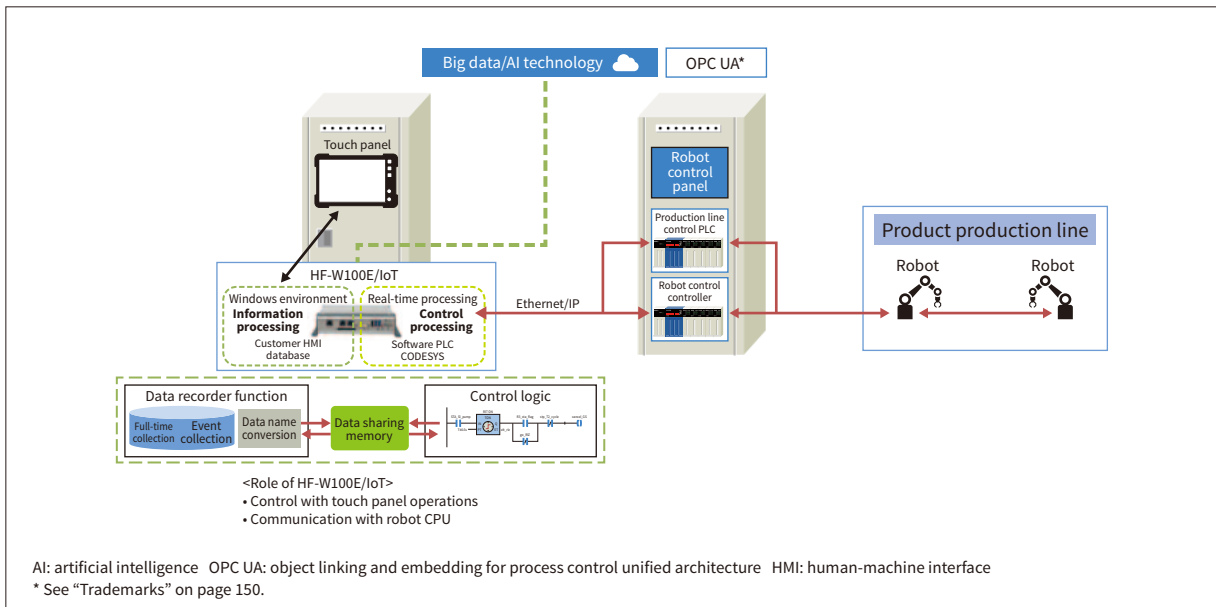 Big data/AI technology
OPC UA*
Touch panel
Robot
control
panel
Production line
control PLC
Robot control
controller
Product production line
Robot
Robot
HF-W100E/IoT
Windows environment
Information
processing
Customer HMI
database
Real-time processing
Control
processing
Software PLC
CODESYS
Ethernet/IP
Data recorder function
Full-time
collection
Event
collection
Data name
conversion
Data sharing
memory
Control logic
<Role of HF-W100E/IoT>
• Control with touch panel operations
• Communication with robot CPU
AI: artificial intelligence OPC UA: object linking and embedding for process control unified architecture HMI: human-machine interface
* See “Trademarks” on page 150.